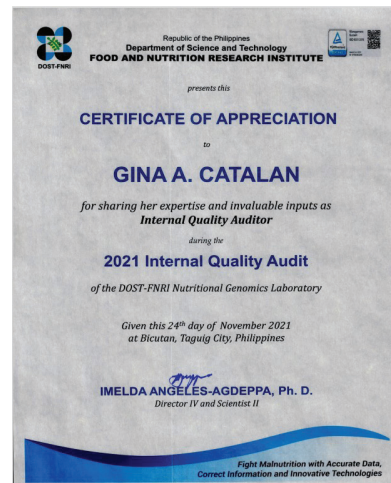 Republic of the Philippines
Department of Science and Technology
FOOD AND NUTRITION RESEARCH INSTITUTE
DOST-FNRI
presents this
CERTIFICATE OF APPRECIATION
to
GINA A. CATALAN
for sharing her expertise and invaluable inputs as
Internal Quality Auditor
during the
2021 Internal Quality Audit
of the DOST-FNRI Nutritional Genomics Laboratory
Given this 24th day of November 2021
at Bicutan, Taguig City, Philippines
IMELDA ANGELES-AGDEPPA, Ph. D.
Director IV and Scientist II
Fight Malnutrition with Accurate Data,
Correct Information and Innovative Technologies